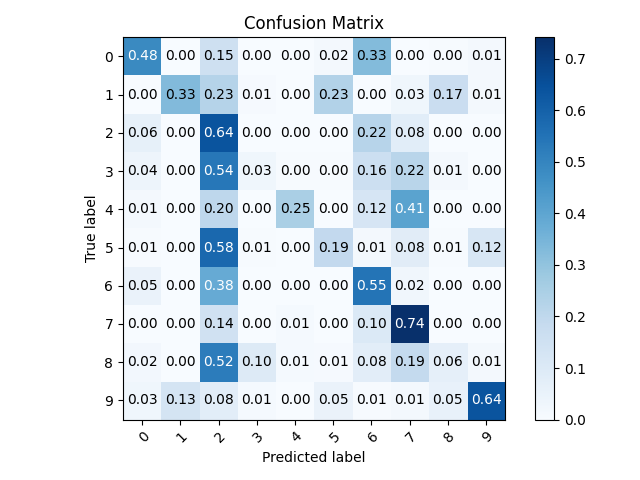 Confusion Matrix
0 0.48 0.00 0.15 0.00 0.00 0.02 0.33 0.00 0.00 0.01
1 0.00 0.33 0.23 0.01 0.00 0.23 0.00 0.03 0.17 0.01
2 0.06 0.00 0.64 0.00 0.00 0.00 0.22 0.08 0.00 0.00
3 0.04 0.00 0.54 0.03 0.00 0.00 0.16 0.22 0.01 0.00
4 0.01 0.00 0.20 0.00 0.25 0.00 0.12 0.41 0.00 0.00
5 0.01 0.00 0.58 0.01 0.00 0.19 0.01 0.08 0.01 0.12
6 0.05 0.00 0.38 0.00 0.00 0.00 0.55 0.02 0.00 0.00
7 0.00 0.00 0.14 0.00 0.01 0.00 0.10 0.74 0.00 0.00
8 0.02 0.00 0.52 0.10 0.01 0.01 0.08 0.19 0.06 0.01
9 0.03 0.13 0.08 0.01 0.00 0.05 0.01 0.01 0.05 0.64
0 1 2 3 4 5 6 7 8 9
Predicted label
True label
0.7
0.6
0.5
0.4
0.3
0.2
0.1
0.0